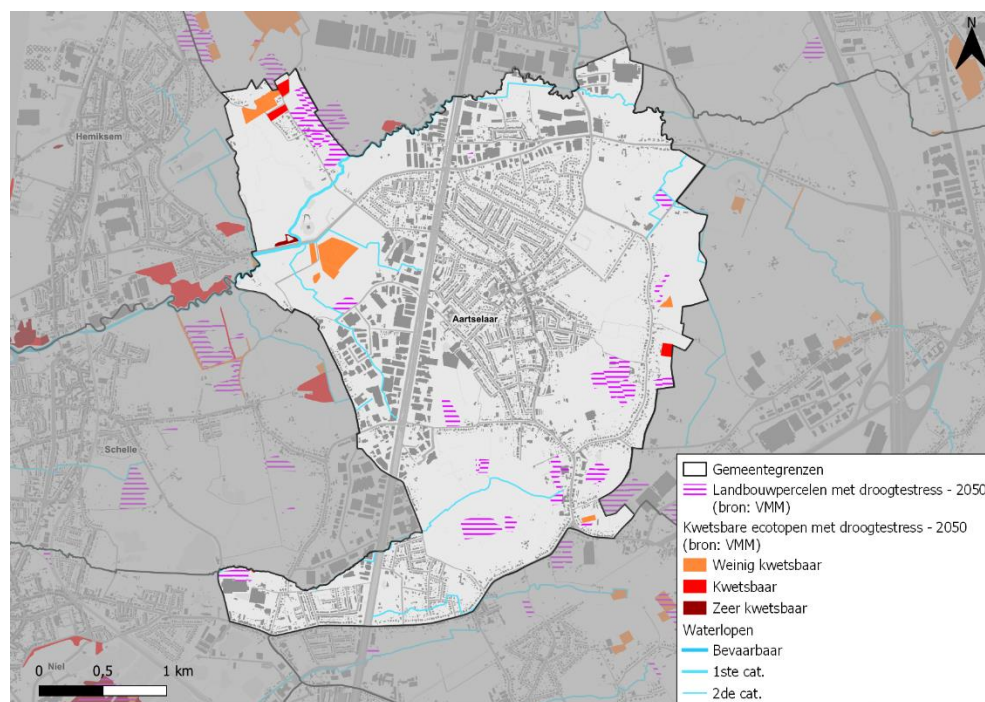 N
Hemiksem
Aartselaar
Schelle
Niel
0 0,5 1 km
Gemeentegrenzen
Landbouwpercelen met droogtestress - 2050
(bron: VMM)
Kwetsbare ecotopen met droogtestress - 2050
(bron: VMM)
Weinig kwetsbaar
Kwetsbaar
Zeer kwetsbaar
Waterlopen
Bevaarbaar
1ste cat.
2de cat.